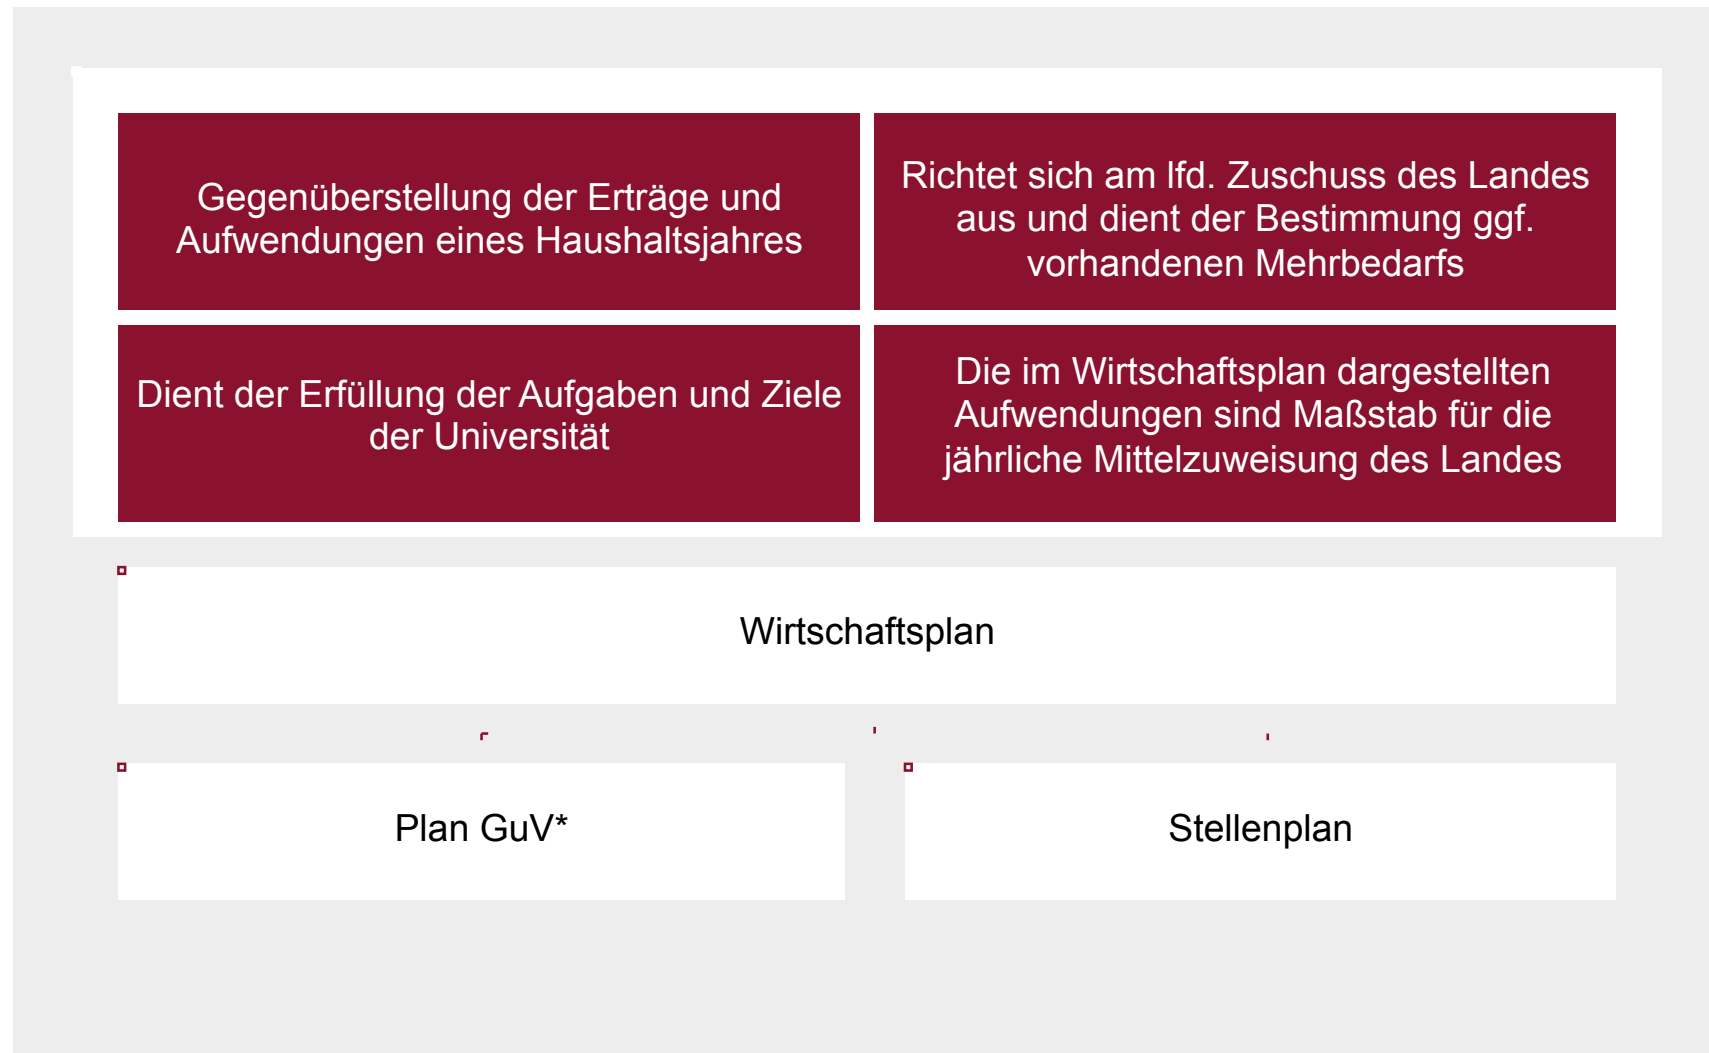 Gegenüberstellung der Erträge und
Aufwendungen eines Haushaltsjahres
Richtet sich am lfd. Zuschuss des Landes
aus und dient der Bestimmung ggf.
vorhandenen Mehrbedarfs
Dient der Erfüllung der Aufgaben und Ziele
der Universität
Die im Wirtschaftsplan dargestellten
Aufwendungen sind Maßstab für die
jährliche Mittelzuweisung des Landes
Wirtschaftsplan
Plan GuV*
Stellenplan